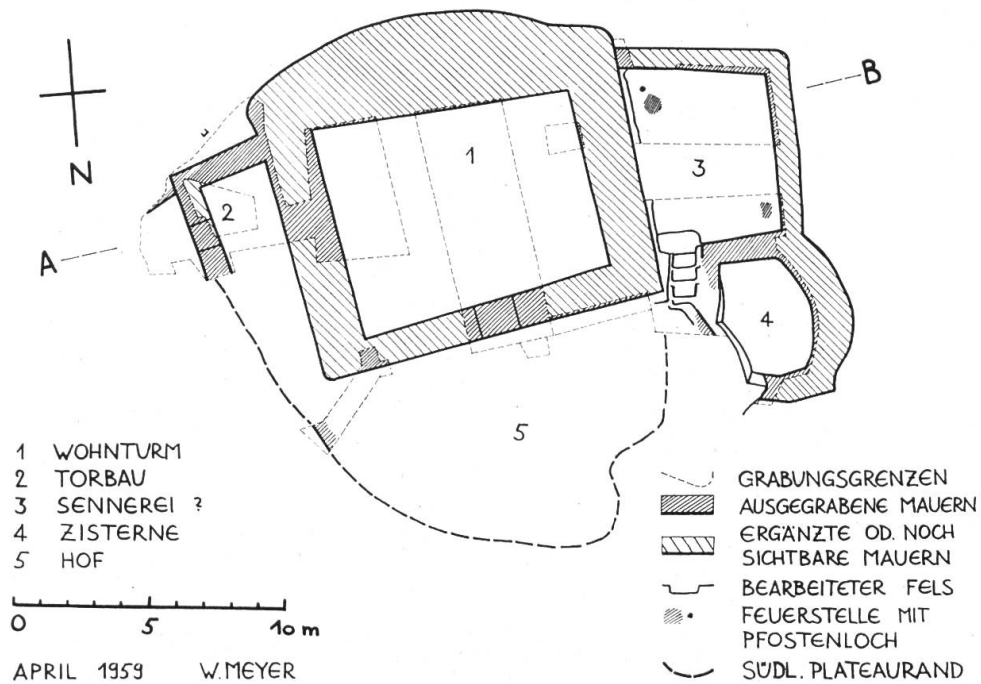 N
A
B
1
2
3
4
5
1 WOHNTURM
2 TORBAU
3 SENNEREI ?
4 ZISTERNE
5 HOF
0 5 10 m
APRIL 1959 W. MEYER
GRABUNGSGRENZEN
AUSGEGRABENE MAUERN
ERGÄNZTE OD. NOCH
SICHTBARE MAUERN
BEARBEITETER FELS
FEUERSTELLE MIT
PFOSTENLOCH
SÜDL. PLATEAURAND